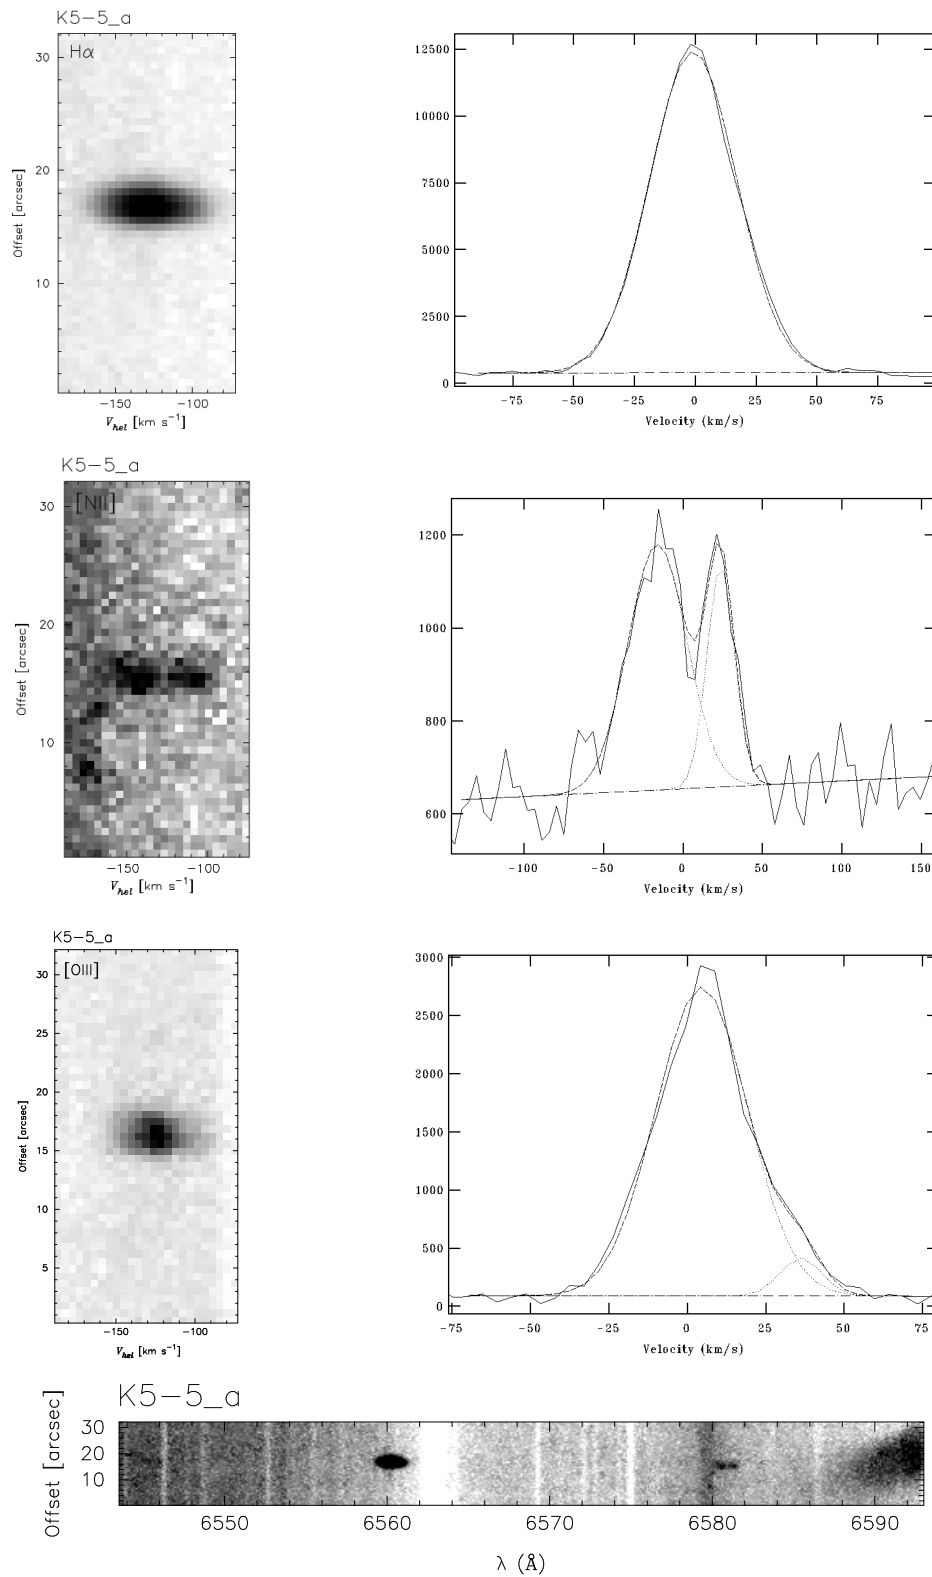 K5-5_a
Hα
30
20
10
Offset [arcsec]
-150 -100
V_hel [km s⁻¹]
12500
10000
7500
5000
2500
0
-75 -50 -25 0 25 50 75
Velocity (km/s)
K5-5_a
[NII]
30
20
10
Offset [arcsec]
-150 -100
V_hel [km s⁻¹]
1200
1000
800
600
-100 -50 0 50 100 150
Velocity (km/s)
K5-5_a
[OIII]
30
25
20
15
10
5
Offset [arcsec]
-150 -100
V_hel [km s⁻¹]
3000
2500
2000
1500
1000
500
0
-75 -50 -25 0 25 50 75
Velocity (km/s)
K5-5_a
30
20
10
Offset [arcsec]
6550 6560 6570 6580 6590
λ (Å)